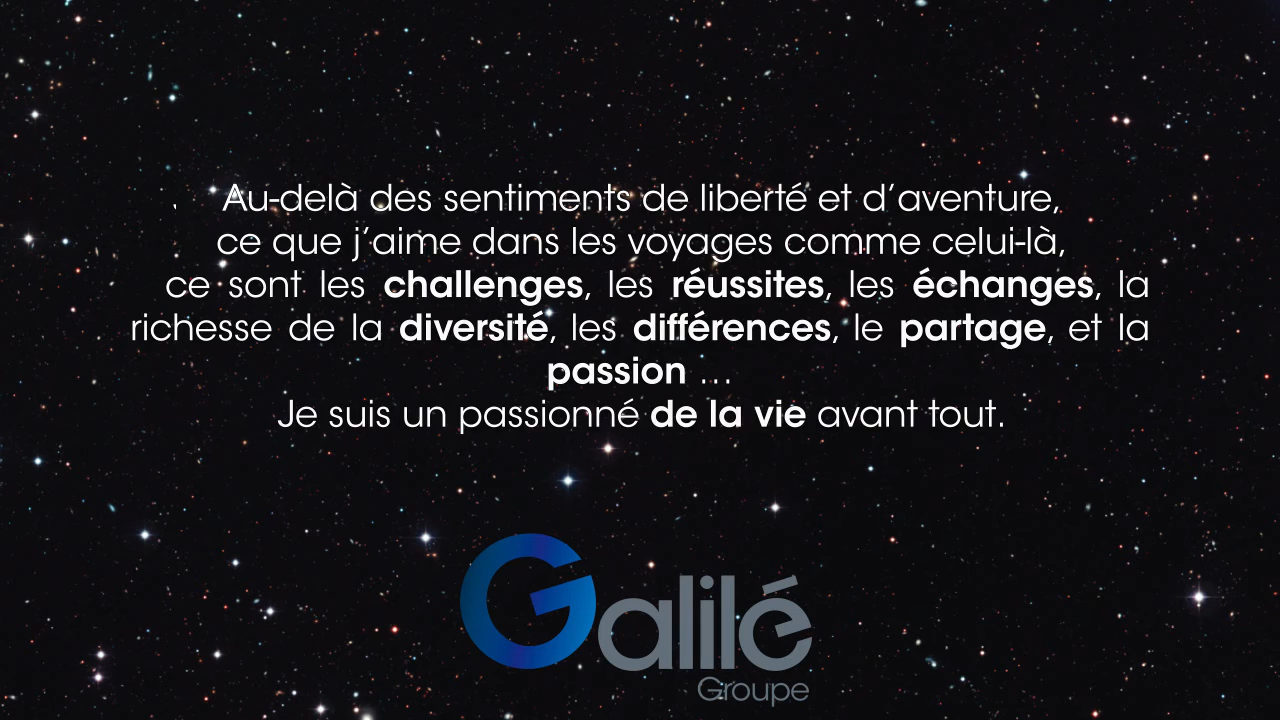 Au-delà des sentiments de liberté et d’aventure,
ce que j’aime dans les voyages comme celui-là,
ce sont les challenges, les réussites, les échanges, la
richesse de la diversité, les différences, le partage, et la
passion …
Je suis un passionné de la vie avant tout.
Galilé
Groupe